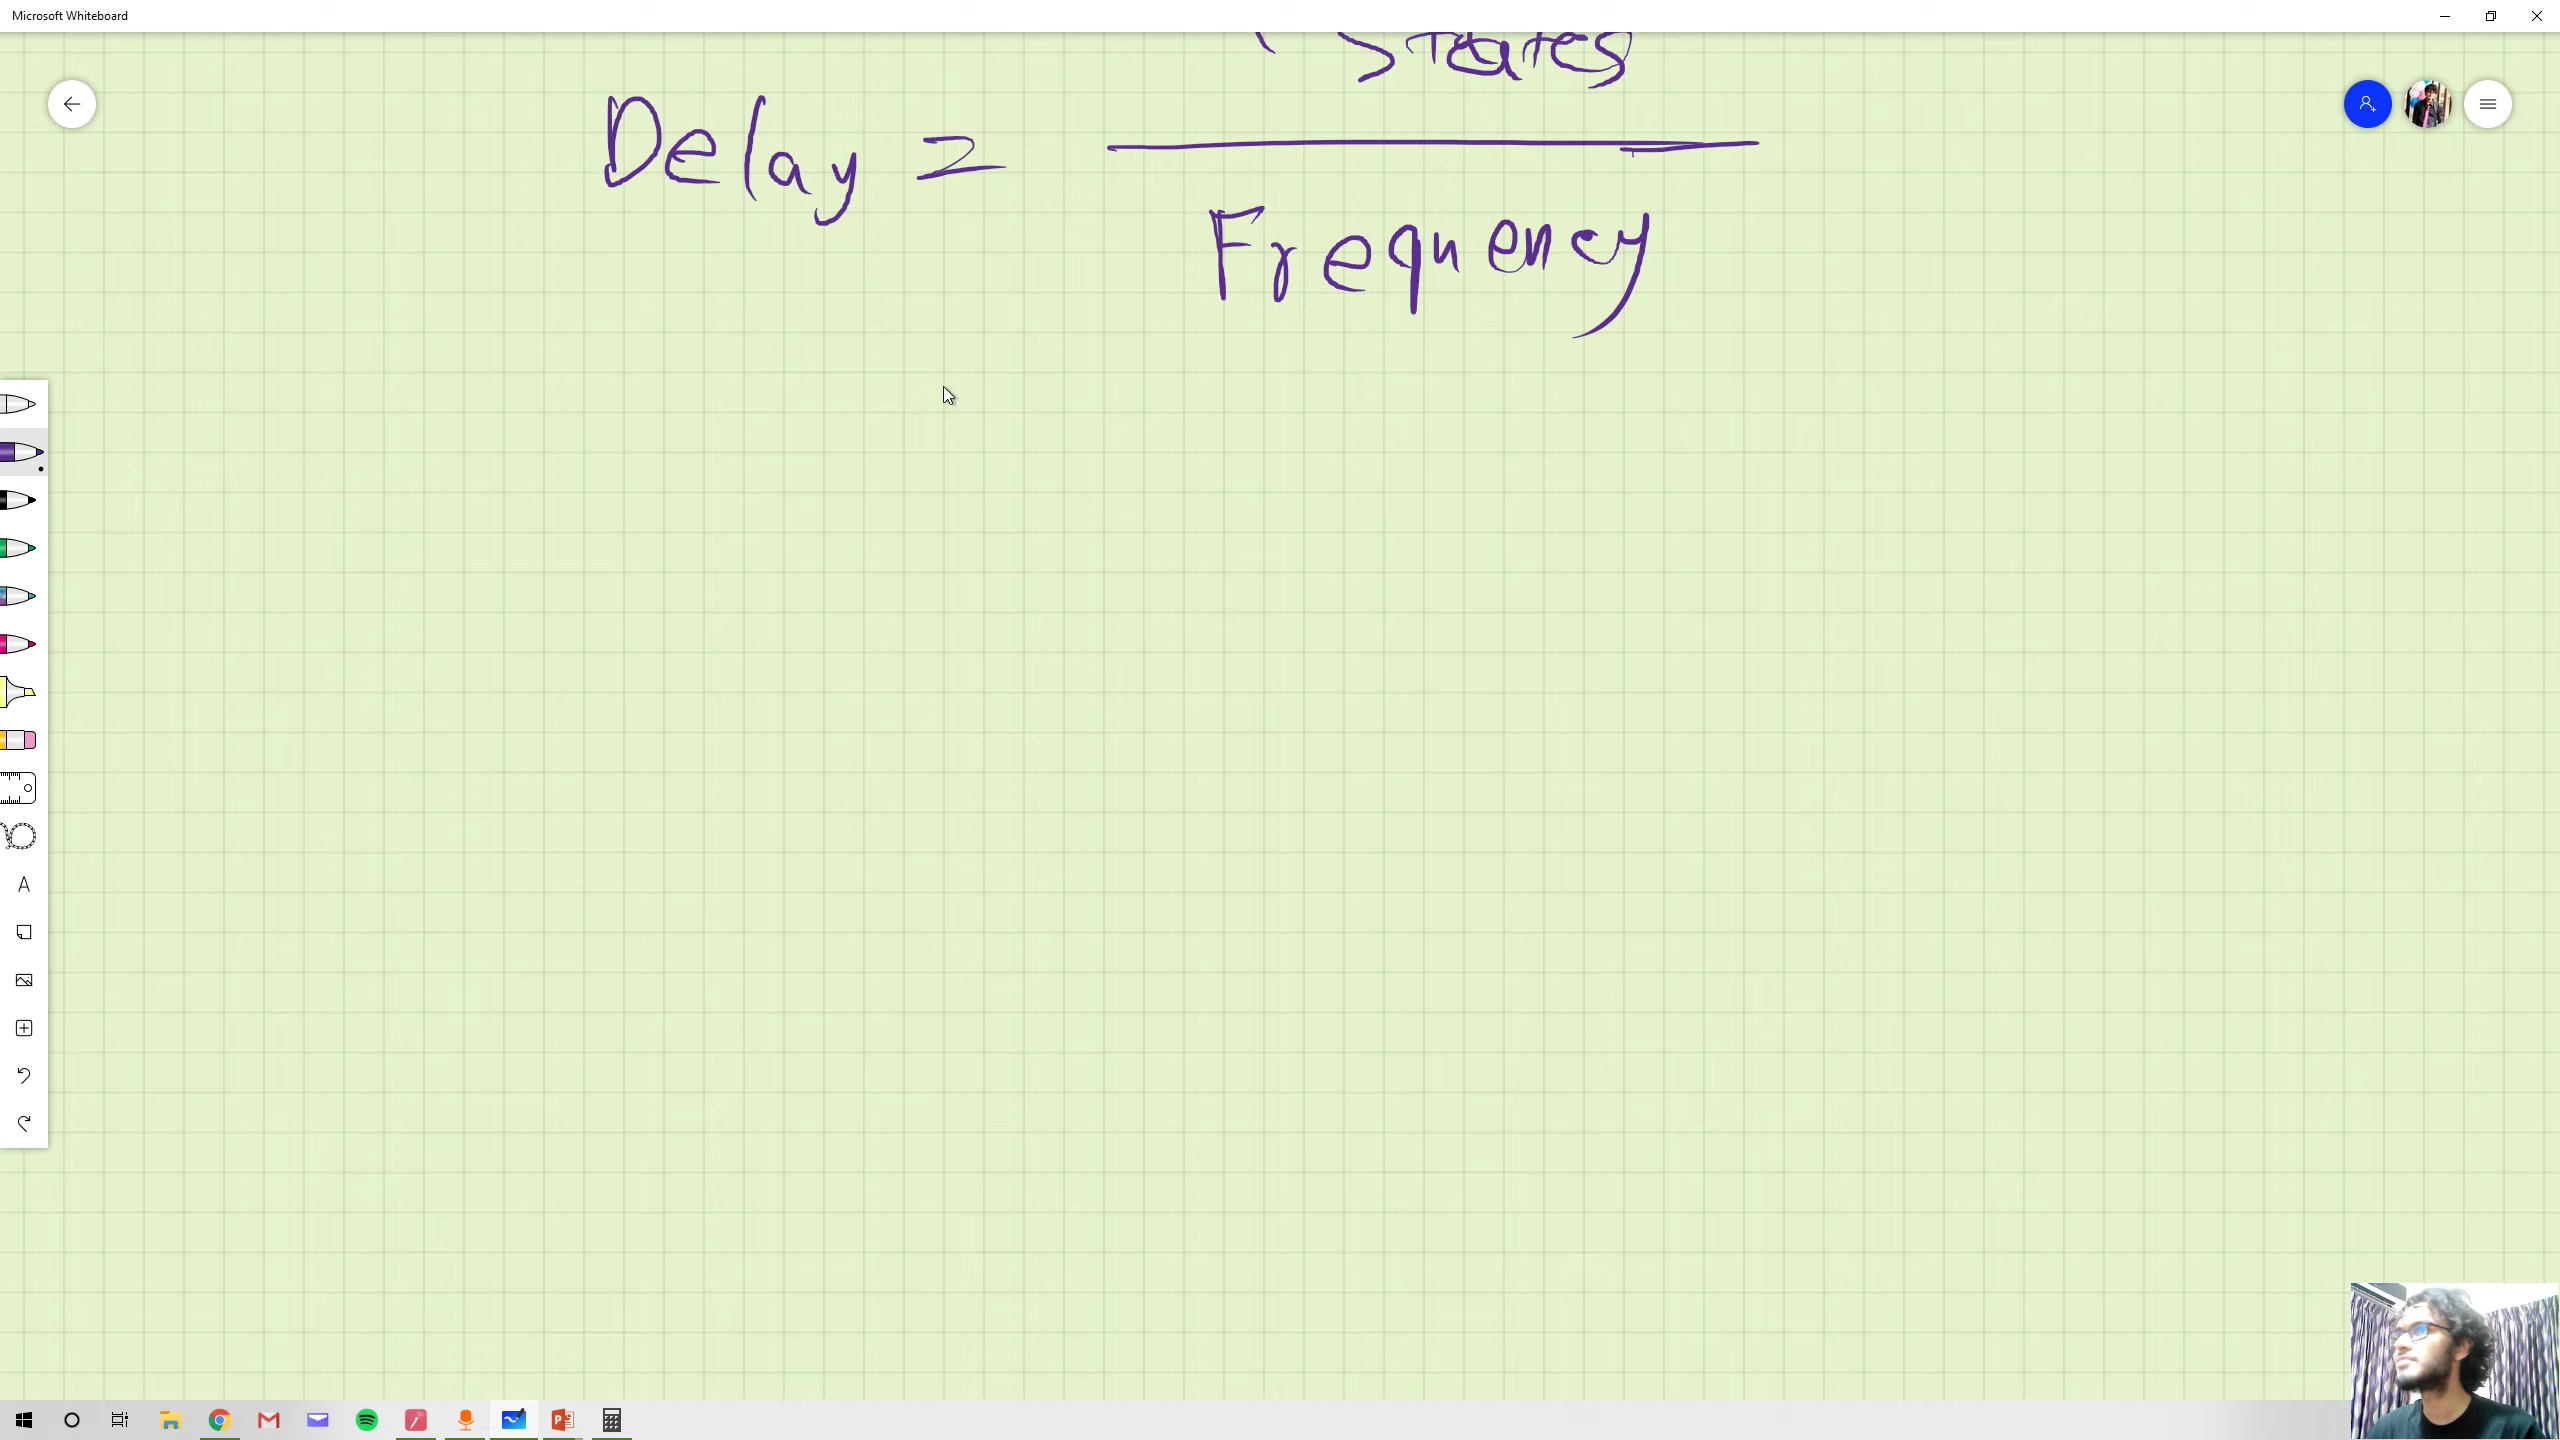 Microsoft Whiteboard
States
Delay =
Frequency
A